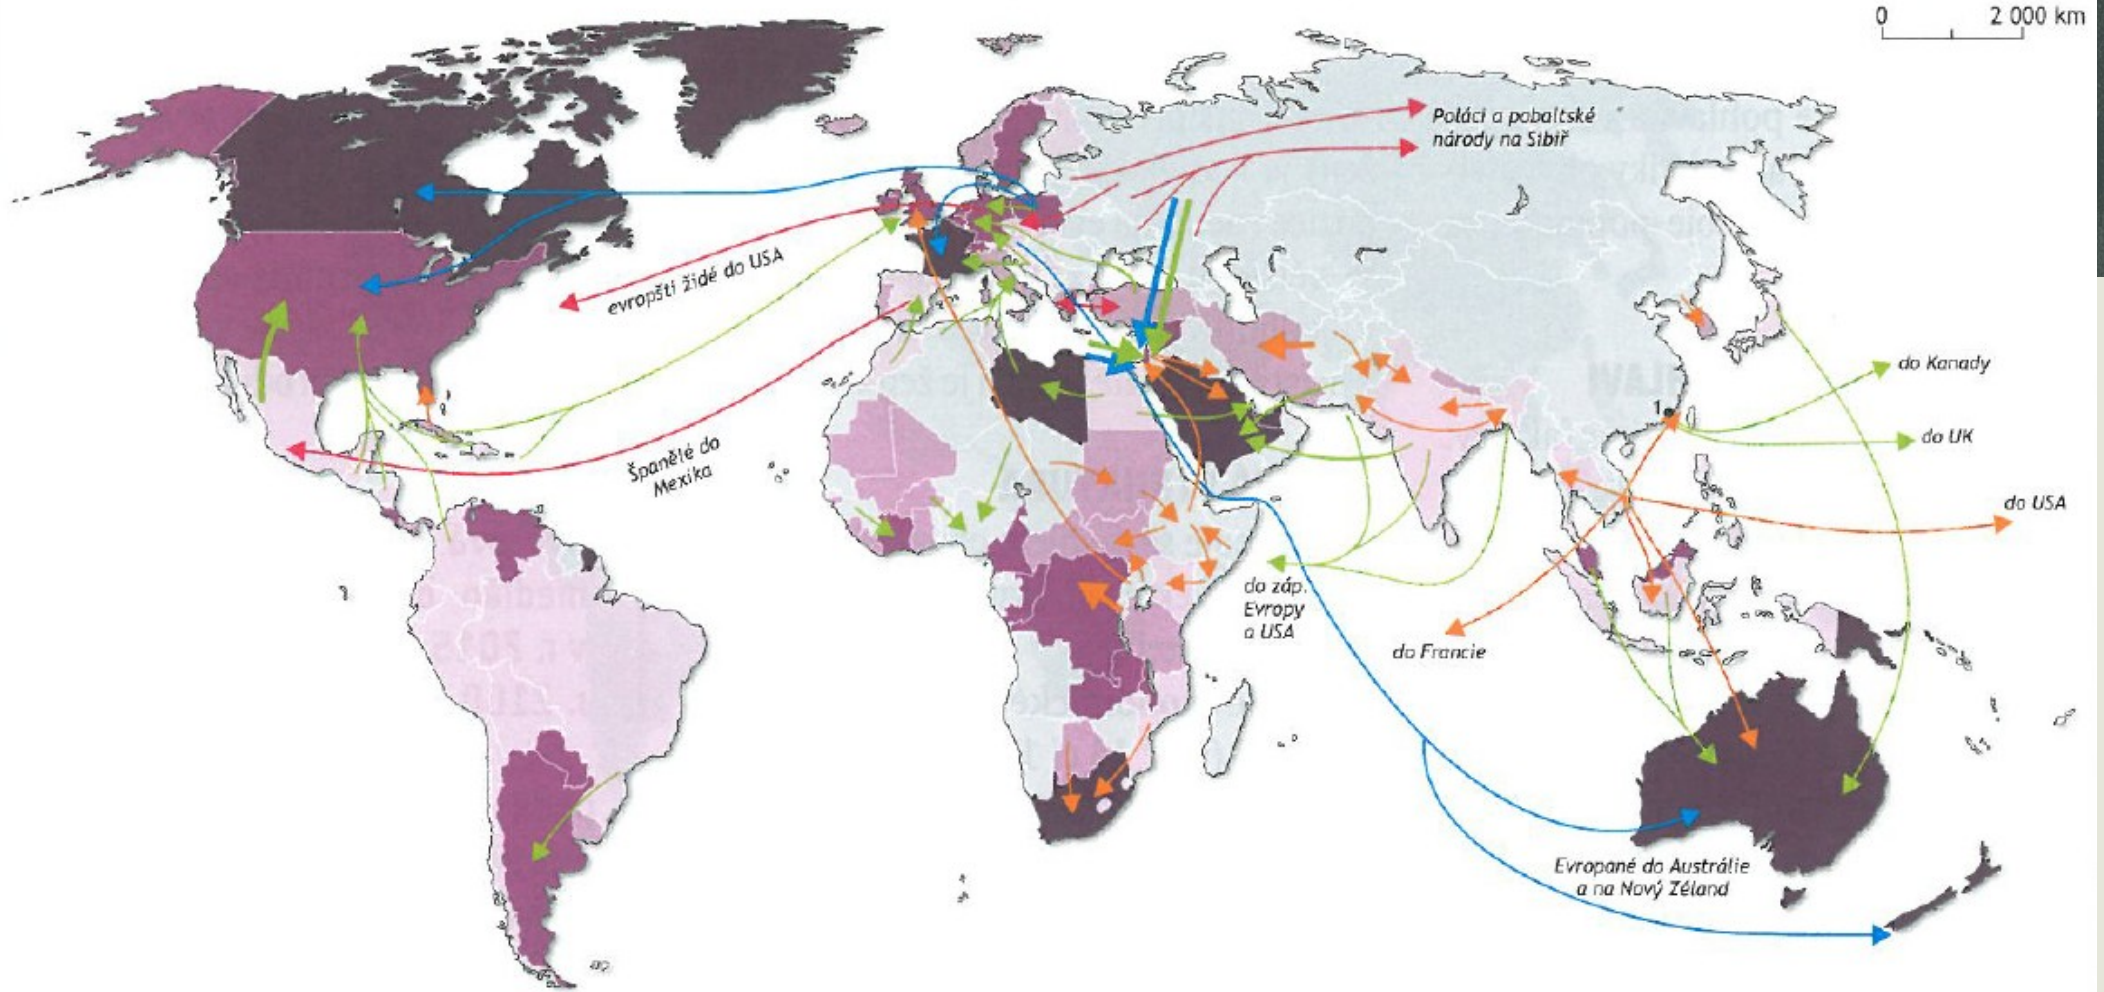 0 2 000 km
Poláci a pobaltské
národy na Sibiř
evropští židé do USA
Španělé do
Mexika
do Kanady
1
do UK
do USA
do záp.
Evropy
a USA
do Francie
Evropané do Austrálie
a na Nový Zéland